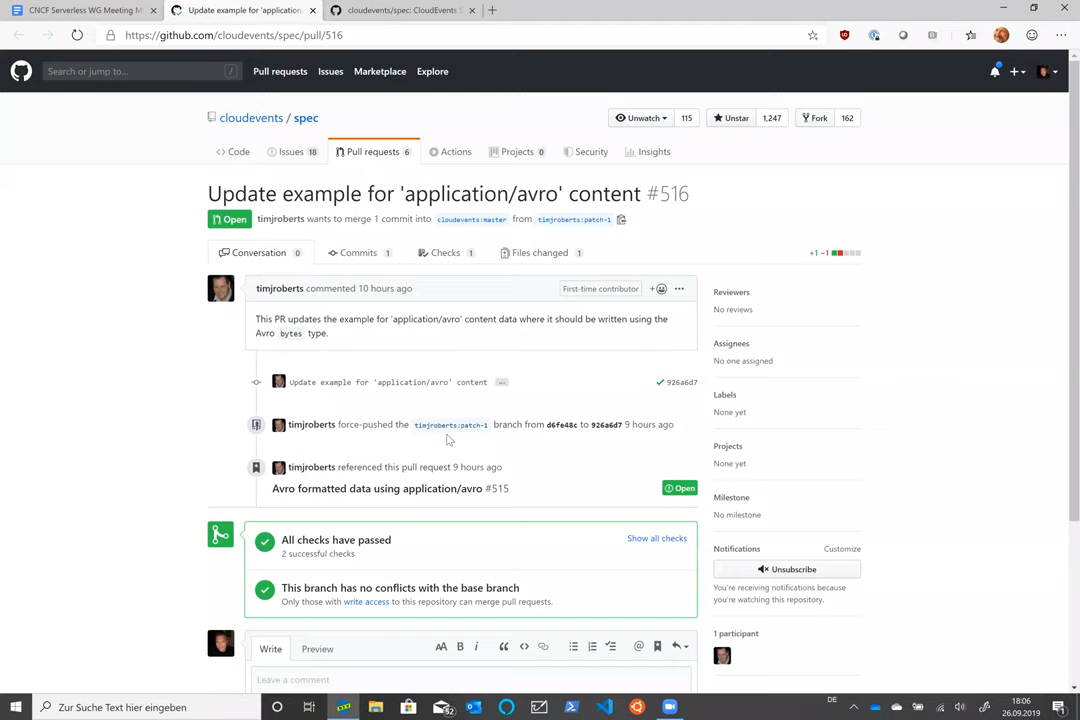 CNCF Serverless WG Meeting M
Update example for 'application
cloudevents/spec: CloudEvents S
https://github.com/cloudevents/spec/pull/516
Search or jump to...
/
Pull requests
Issues
Marketplace
Explore
cloudevents / spec
Unwatch 115
Unstar 1,247
Fork 162
Code
Issues 18
Pull requests 6
Actions
Projects 0
Security
Insights
Update example for 'application/avro' content #516
Open timjroberts wants to merge 1 commit into cloudevents:master from timjroberts:patch-1
Conversation 0
Commits 1
Checks 1
Files changed 1
+1 −1
timjroberts commented 10 hours ago
First-time contributor
This PR updates the example for 'application/avro' content data where it should be written using the
Avro bytes type.
Update example for 'application/avro' content ...
926a6d7
timjroberts force-pushed the timjroberts:patch-1 branch from d6fe48c to 926a6d7 9 hours ago
timjroberts referenced this pull request 9 hours ago
Avro formatted data using application/avro #515
Open
All checks have passed
Show all checks
2 successful checks
This branch has no conflicts with the base branch
Only those with write access to this repository can merge pull requests.
Write
Preview
AA B i
Leave a comment
Reviewers
No reviews
Assignees
No one assigned
Labels
None yet
Projects
None yet
Milestone
No milestone
Notifications
Customize
Unsubscribe
You're receiving notifications because
you're watching this repository.
1 participant
Zur Suche Text hier eingeben
52
DE
18:06
26.09.2019
1